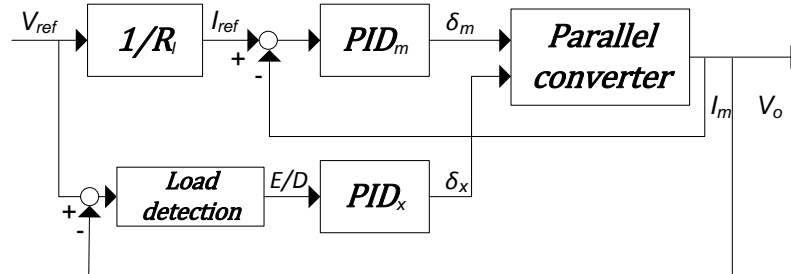 V_ref
1/R_l
I_ref
+
-
PID_m
δ_m
Parallel
converter
I_m
V_o
+
-
Load
detection
E/D
PID_x
δ_x